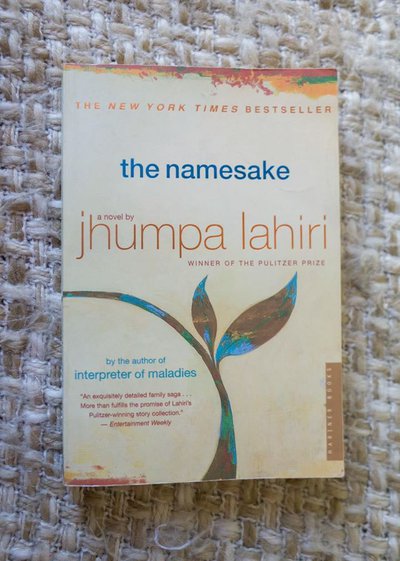 THE NEW YORK TIMES BESTSELLER
the namesake
a novel by
jhumpa lahiri
WINNER OF THE PULITZER PRIZE
by the author of
interpreter of maladies
"An exquisitely detailed family saga . . .
More than fulfills the promise of Lahiri's
Pulitzer-winning story collection."
— Entertainment Weekly
MARINER BOOKS